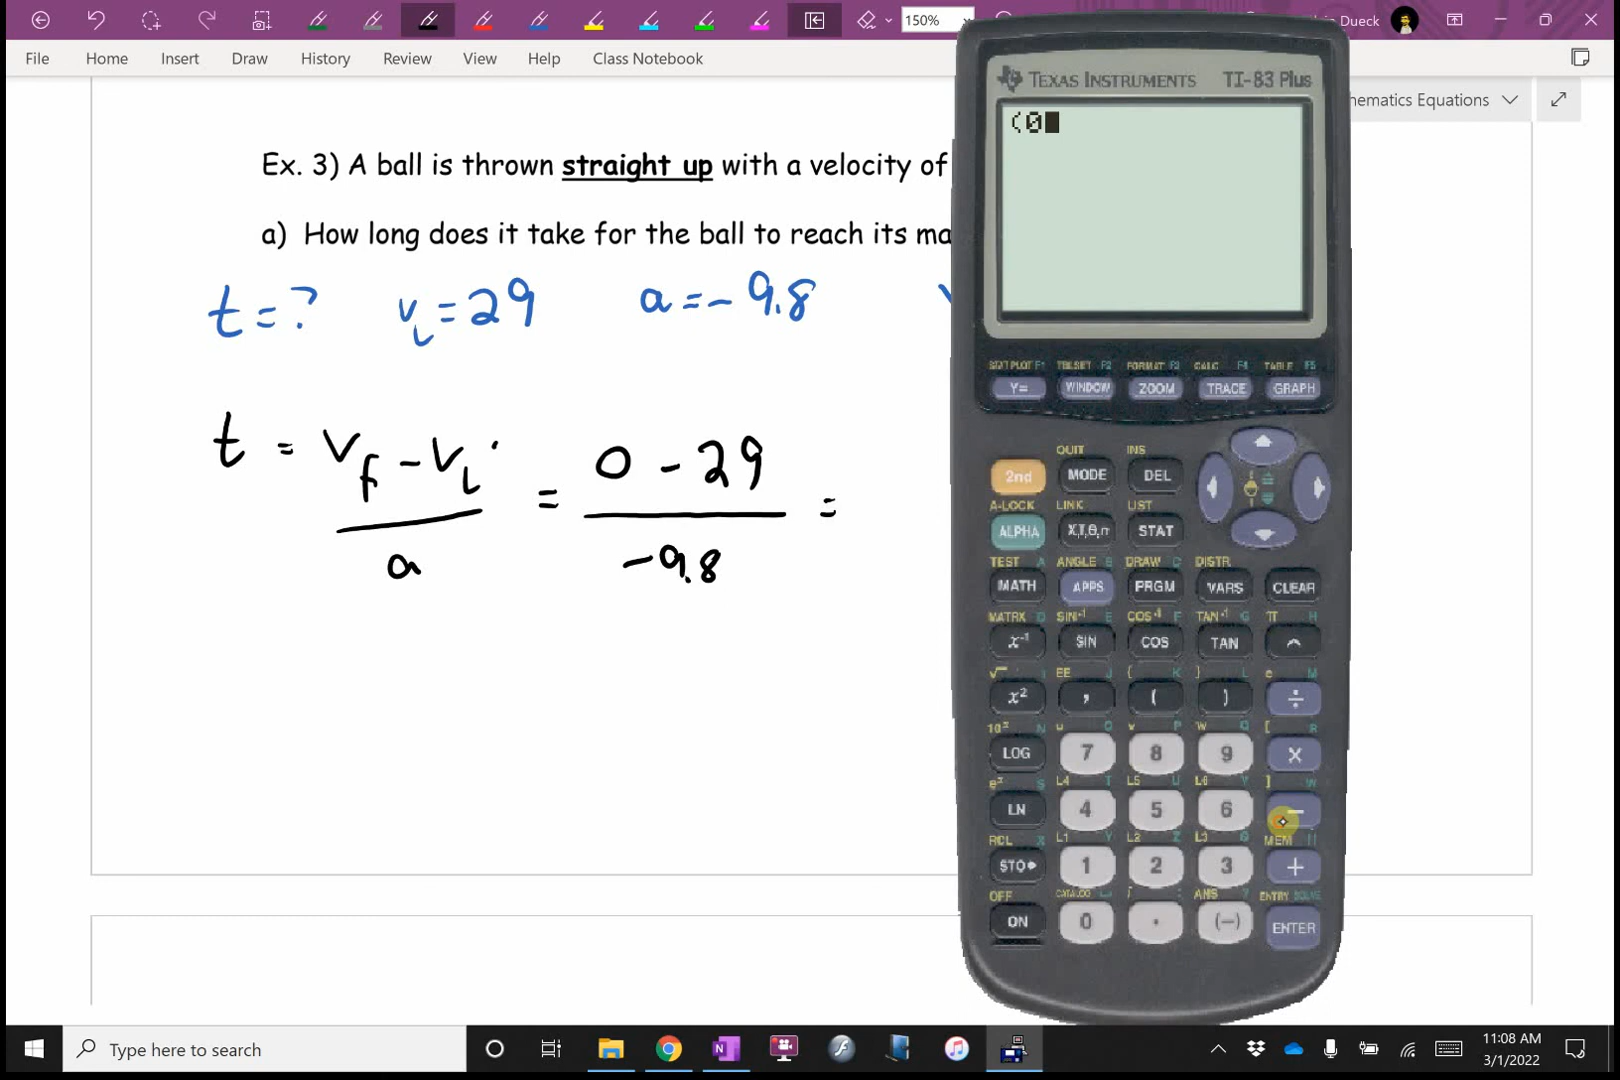 150%
Dueck
File Home Insert Draw History Review View Help Class Notebook
hematics Equations
Ex. 3) A ball is thrown straight up with a velocity of
a) How long does it take for the ball to reach its ma
t = ? vi = 29 a = - 9.8
t = vf - vi / a = 0 - 29 / -9.8 =
TEXAS INSTRUMENTS TI-83 Plus
(0
STAT PLOT F1 TBLSET F2 FORMAT F3 CALC F4 TABLE F5
Y= WINDOW ZOOM TRACE GRAPH
QUIT INS
2nd MODE DEL
A-LOCK LINK LIST
ALPHA X,T,θ,n STAT
TEST A ANGLE B DRAW C DISTR
MATH APPS PRGM VARS CLEAR
MATRX D SIN-1 E COS-1 F TAN-1 G π H
x-1 SIN COS TAN ^
√ I EE J { K } L e M
x2 , ( ) ÷
10x N u O v P w Q [ R
LOG 7 8 9 ×
ex S L4 T L5 U L6 V ] W
LN 4 5 6 −
RCL X L1 Y L2 Z L3 θ MEM "
STO▸ 1 2 3 +
OFF CATALOG i : ANS ? ENTRY SOLVE
ON 0 . (−) ENTER
Type here to search
11:08 AM
3/1/2022